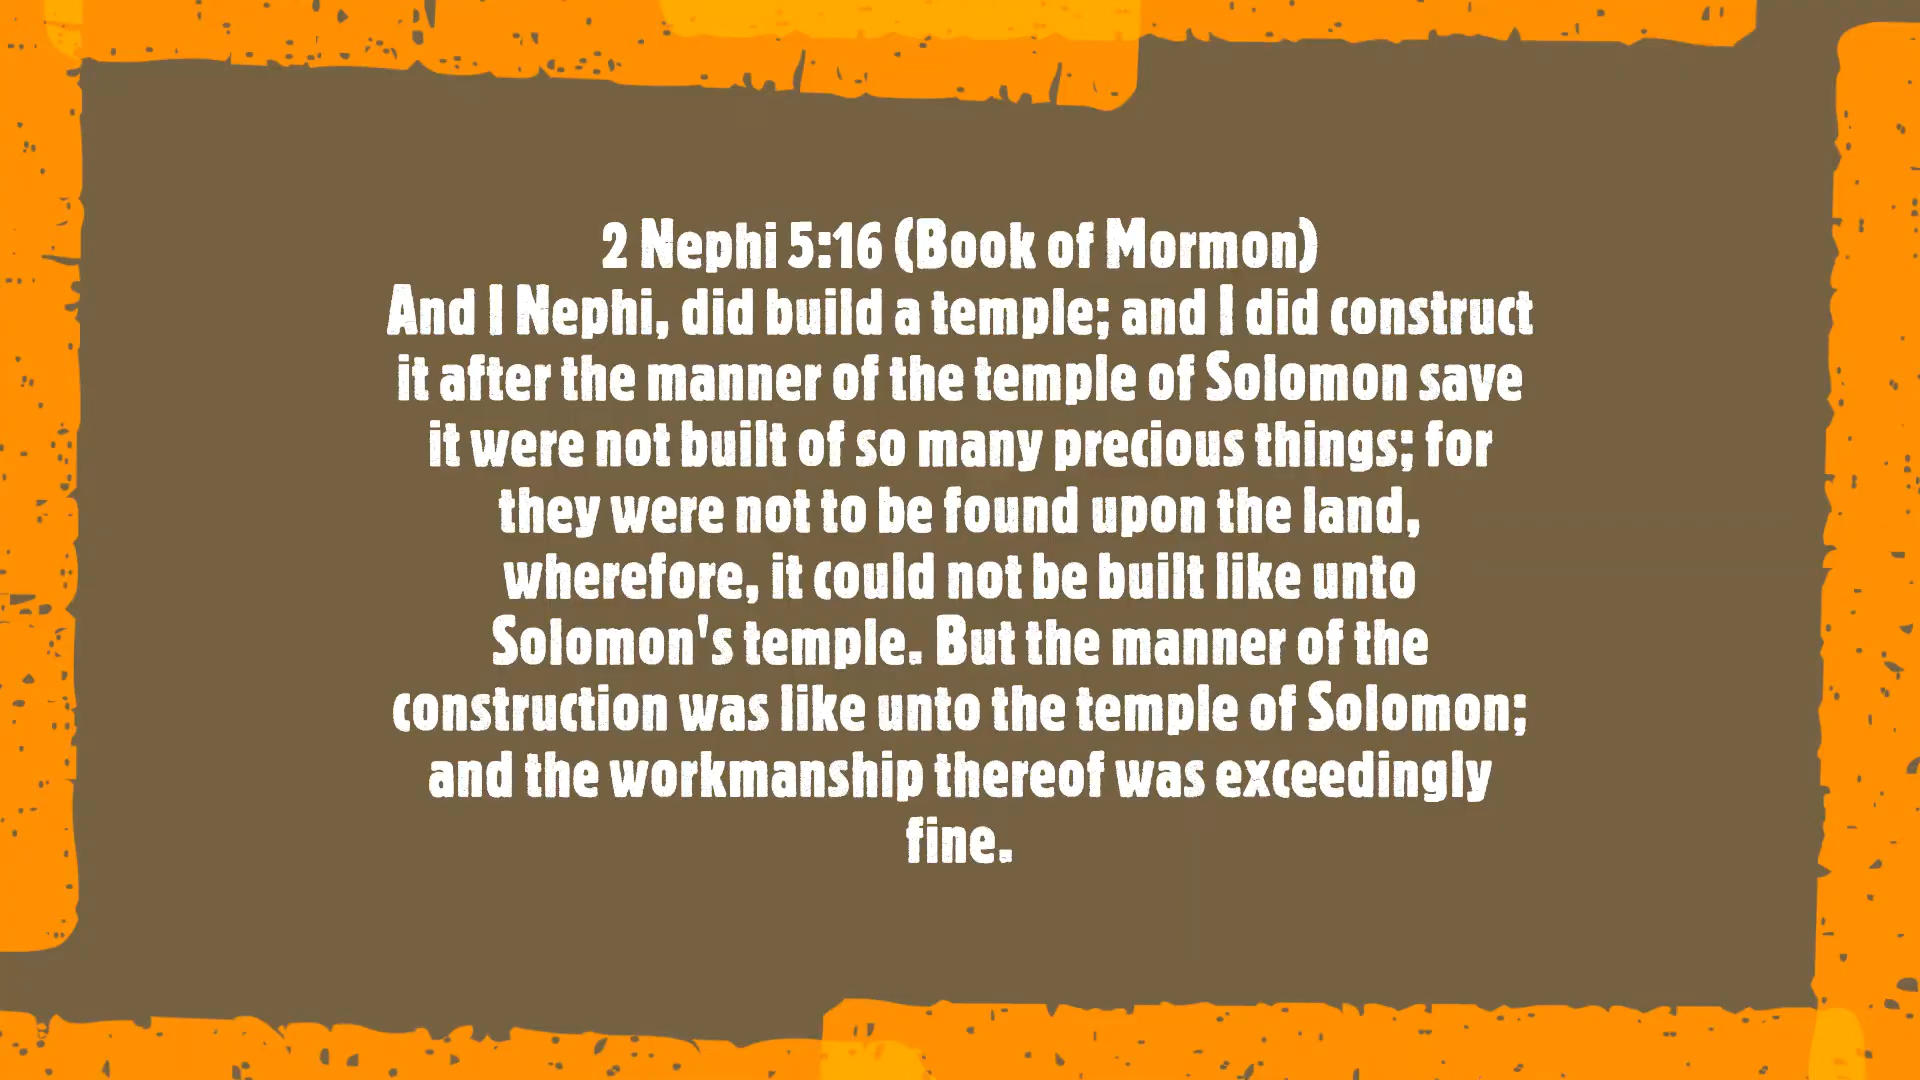 2 Nephi 5:16 (Book of Mormon)
And I Nephi, did build a temple; and I did construct
it after the manner of the temple of Solomon save
it were not built of so many precious things; for
they were not to be found upon the land,
wherefore, it could not be built like unto
Solomon's temple. But the manner of the
construction was like unto the temple of Solomon;
and the workmanship thereof was exceedingly
fine.